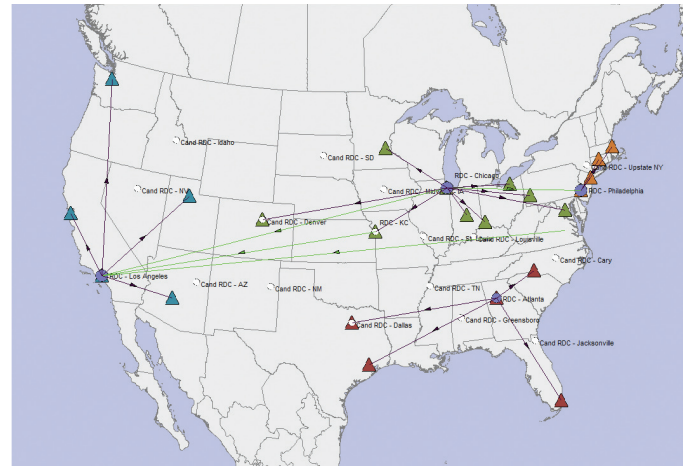 Cand RDC - Idaho
Cand RDC - SD
Cand RDC - Upstate NY
RDC - Chicago
Cand RDC - NV
RDC - Philadelphia
Cand RDC - Denver
RDC - KC
Cand RDC - Louisville
Cand RDC - Cary
RDC - Los Angeles
Cand RDC - AZ
Cand RDC - NM
Cand RDC - TN
RDC - Atlanta
Cand RDC - Greensboro
Cand RDC - Dallas
Cand RDC - Jacksonville